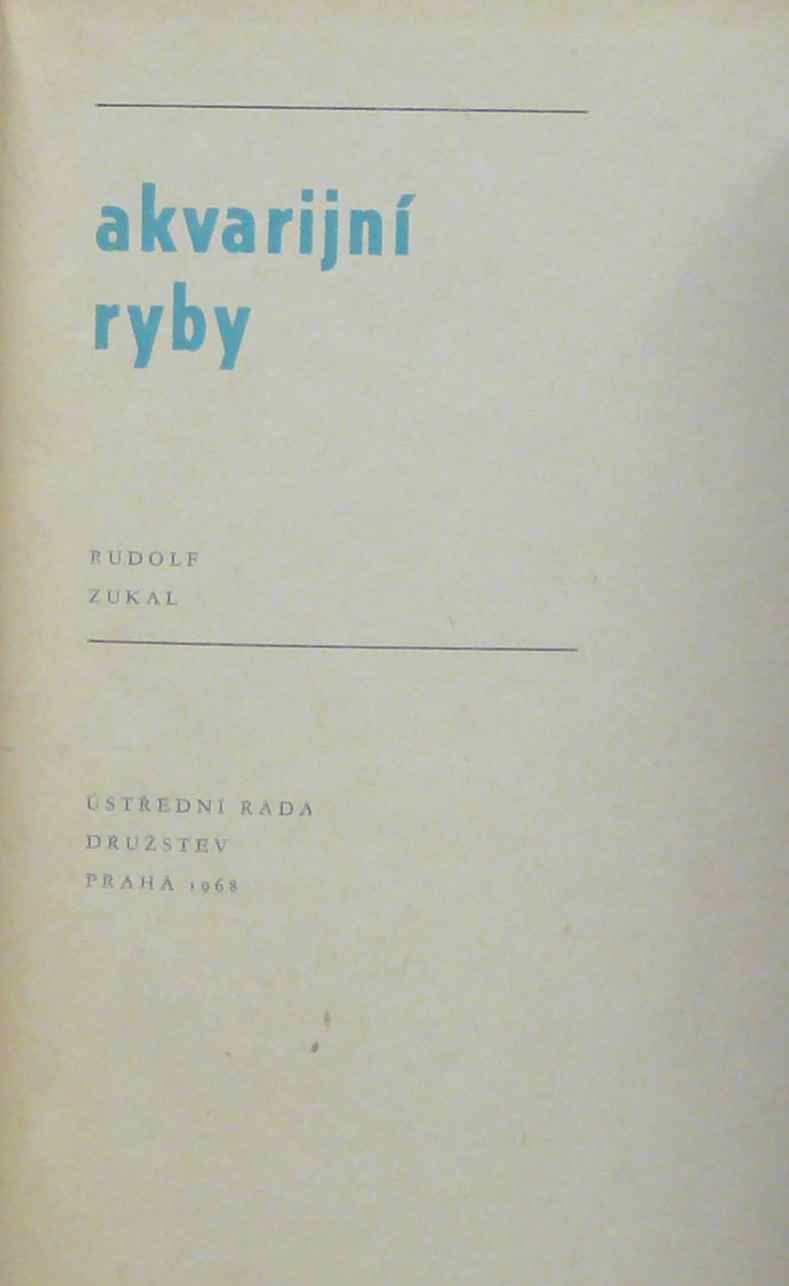 akvarijní
ryby
RUDOLF
ZUKAL
ÚSTŘEDNÍ RADA
DRUŽSTEV
PRAHA 1968